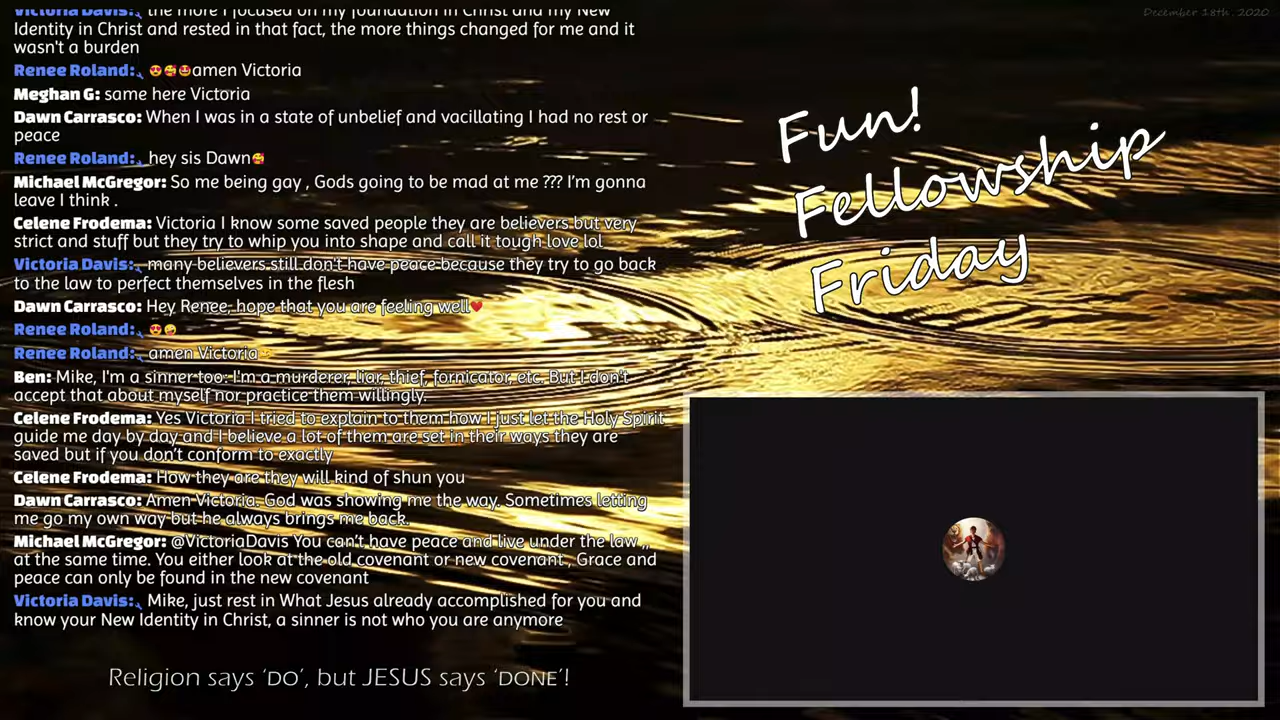 December 18th . 2020
Victoria Davis: the more I focused on my foundation in Christ and my New
Identity in Christ and rested in that fact, the more things changed for me and it
wasn't a burden
Renee Roland: 😍🥰🤩amen Victoria
Meghan G: same here Victoria
Dawn Carrasco: When I was in a state of unbelief and vacillating I had no rest or
peace
Renee Roland: hey sis Dawn🥰
Michael McGregor: So me being gay , Gods going to be mad at me ??? I'm gonna
leave I think .
Celene Frodema: Victoria I know some saved people they are believers but very
strict and stuff but they try to whip you into shape and call it tough love lol
Victoria Davis: many believers still don't have peace because they try to go back
to the law to perfect themselves in the flesh
Dawn Carrasco: Hey Renee, hope that you are feeling well❤
Renee Roland: 😍🤪
Renee Roland: amen Victoria
Ben: Mike, I'm a sinner too: I'm a murderer, liar, thief, fornicator, etc. But I don't
accept that about myself nor practice them willingly.
Celene Frodema: Yes Victoria I tried to explain to them how I just let the Holy Spirit
guide me day by day and I believe a lot of them are set in their ways they are
saved but if you don't conform to exactly
Celene Frodema: How they are they will kind of shun you
Dawn Carrasco: Amen Victoria. God was showing me the way. Sometimes letting
me go my own way but he always brings me back.
Michael McGregor: @VictoriaDavis You can't have peace and live under the law ,,
at the same time. You either look at the old covenant or new covenant , Grace and
peace can only be found in the new covenant
Victoria Davis: Mike, just rest in What Jesus already accomplished for you and
know your New Identity in Christ, a sinner is not who you are anymore
Religion says ‘DO’, but JESUS says ‘DONE’!
Fun!
Fellowship
Friday